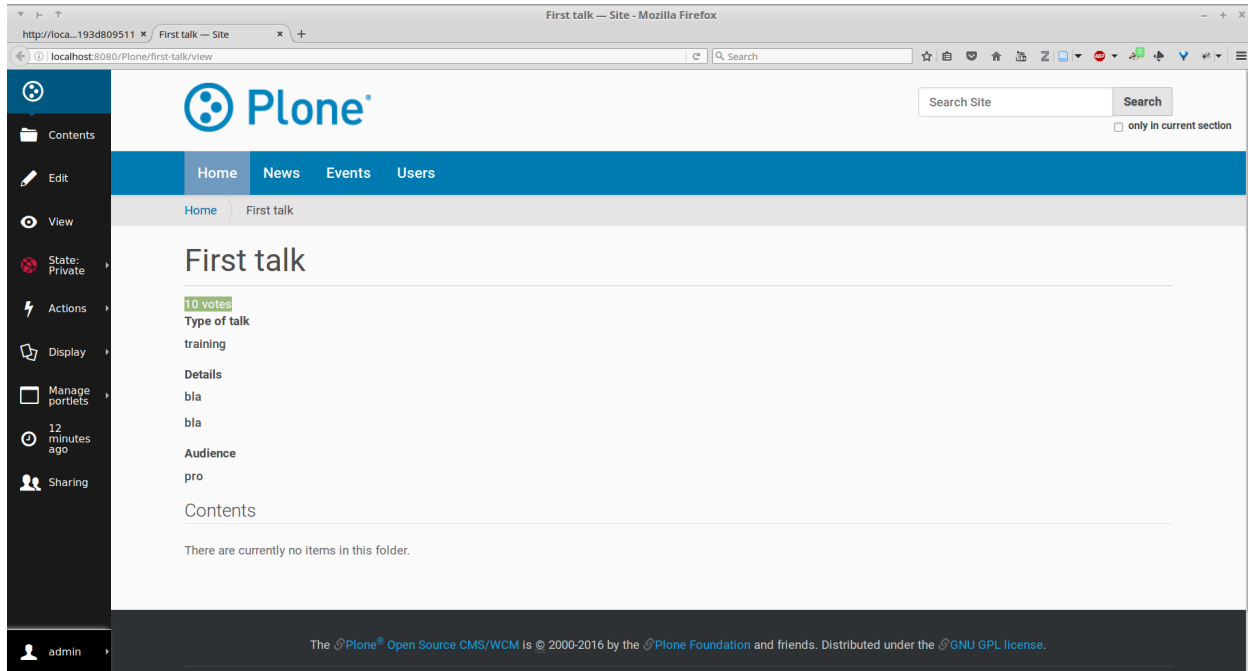 First talk — Site - Mozilla Firefox
http://loca...193d809511
First talk — Site
localhost:8080/Plone/first-talk/view
Search
Plone®
Search Site
Search
only in current section
Contents
Edit
View
State: Private
Actions
Display
Manage portlets
12 minutes ago
Sharing
admin
Home News Events Users
Home First talk
First talk
10 votes
Type of talk
training
Details
bla
bla
Audience
pro
Contents
There are currently no items in this folder.
The Plone® Open Source CMS/WCM is © 2000-2016 by the Plone Foundation and friends. Distributed under the GNU GPL license.